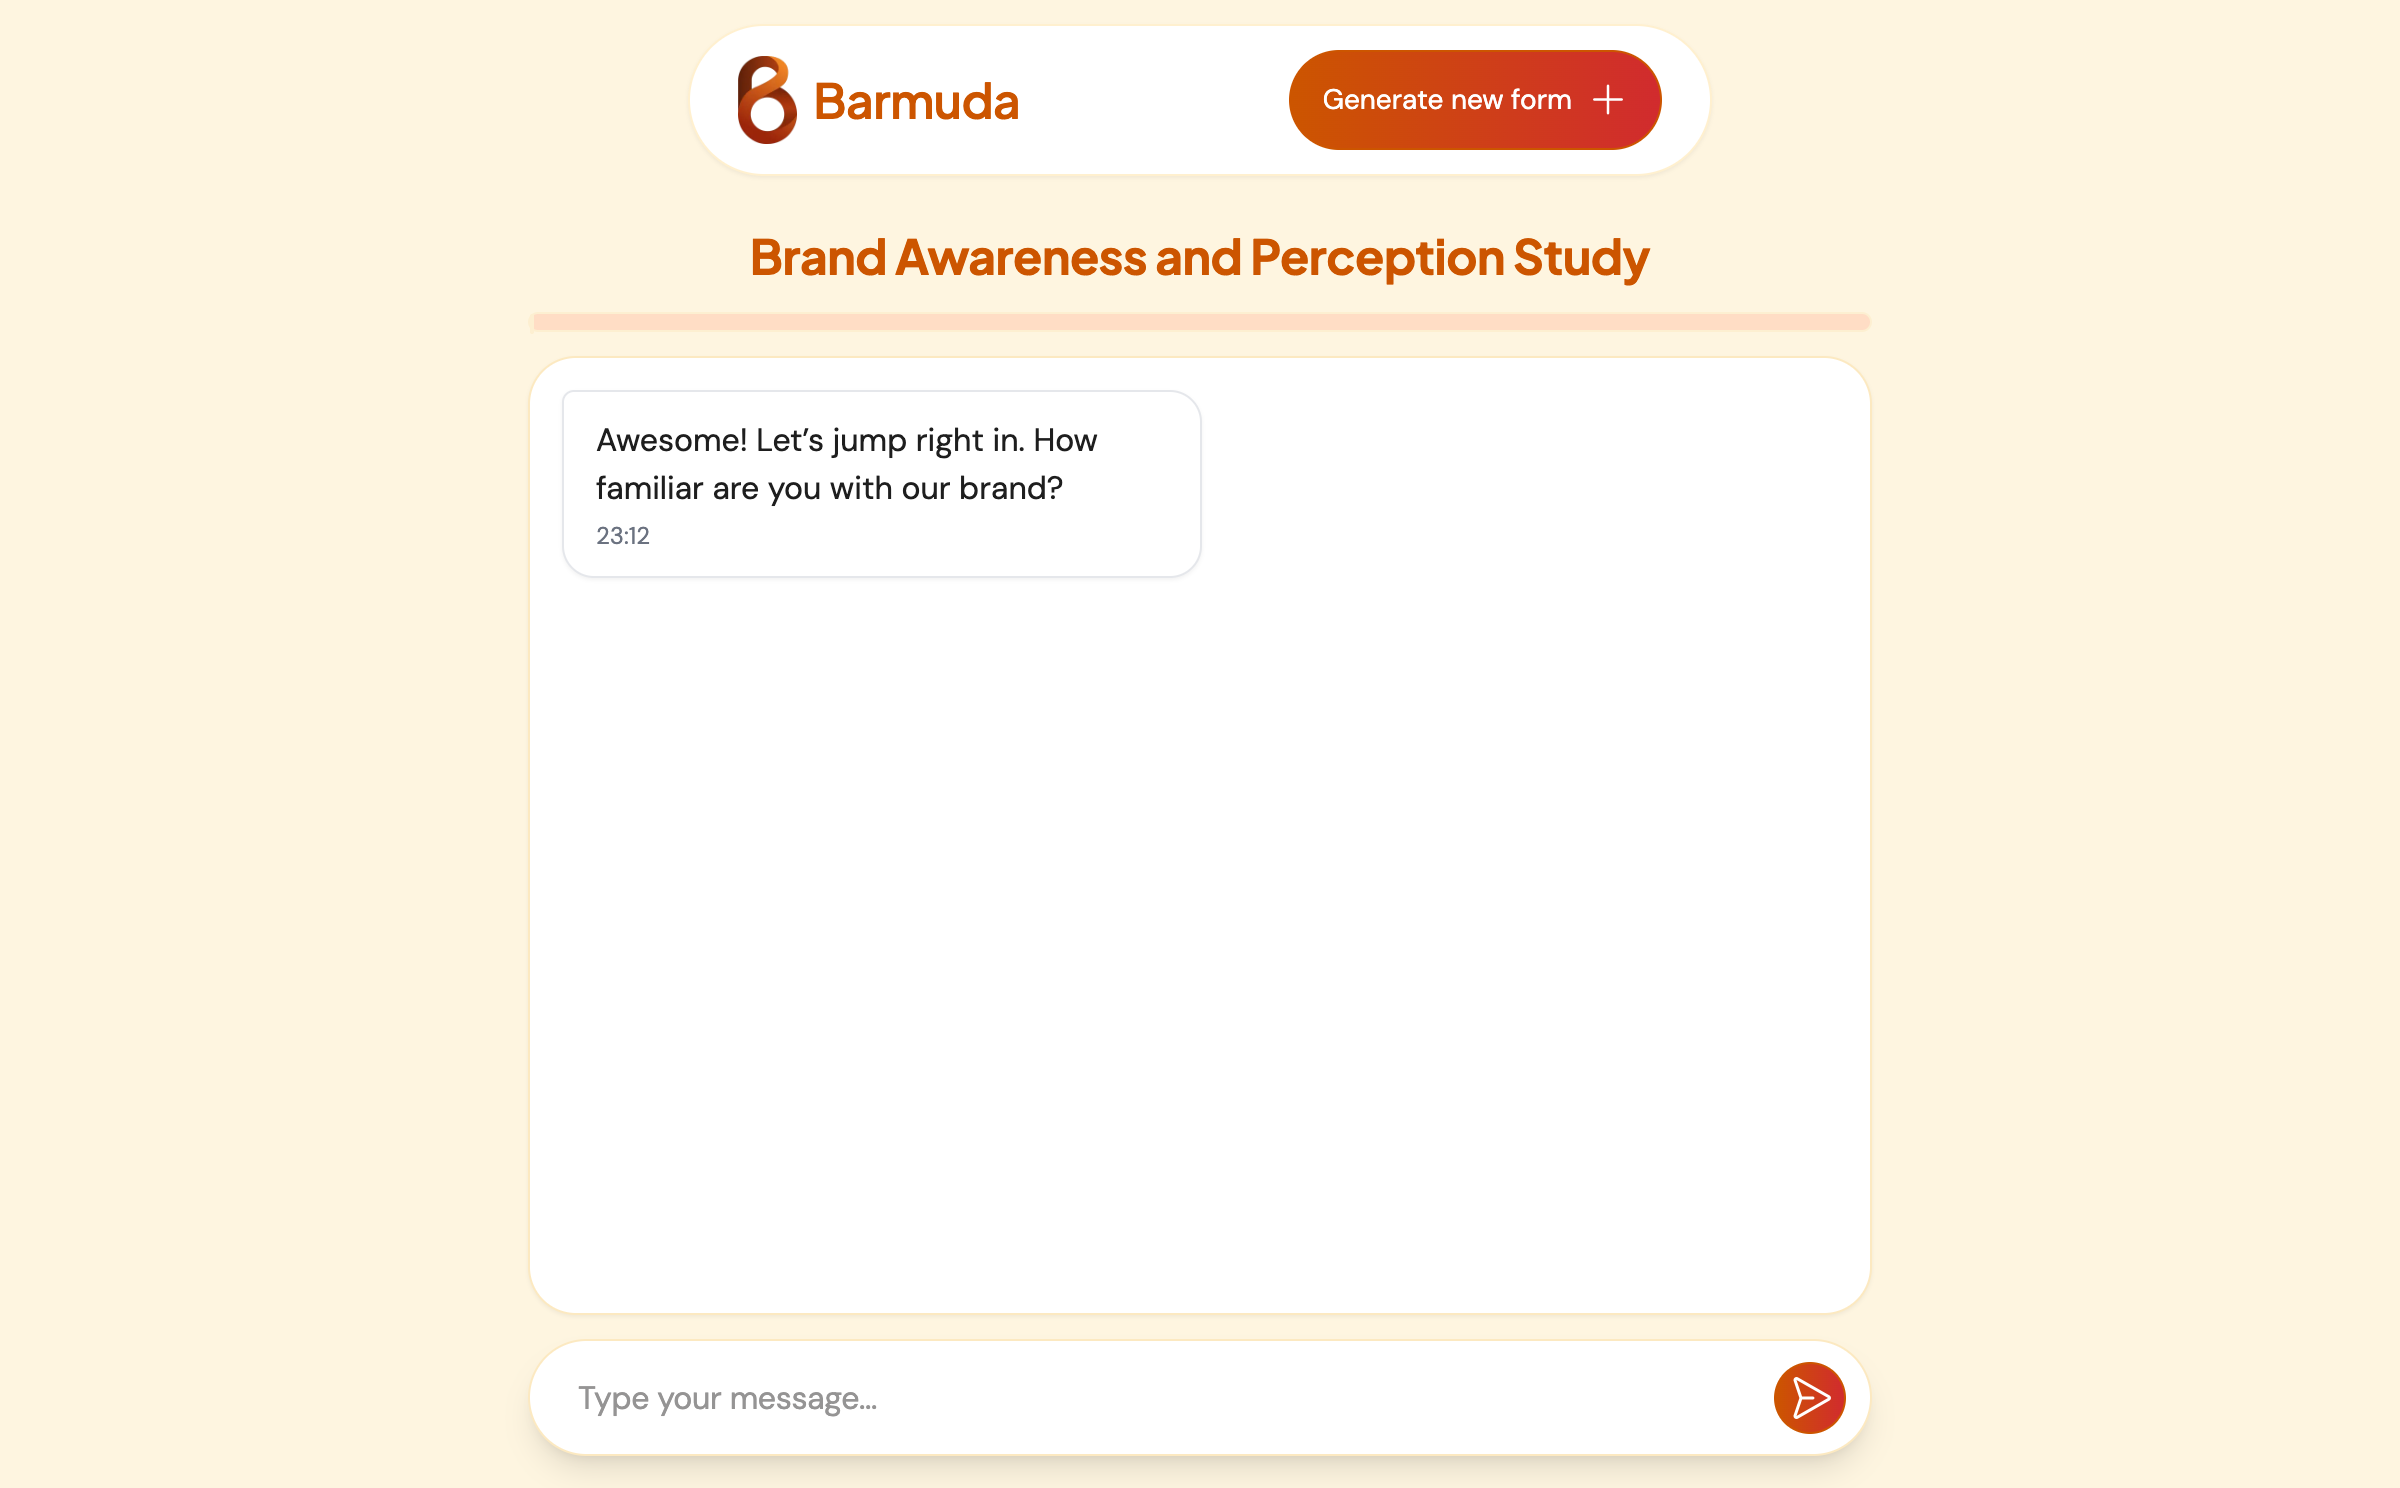 Barmuda
Generate new form
Brand Awareness and Perception Study
Awesome! Let’s jump right in. How
familiar are you with our brand?
23:12
Type your message...